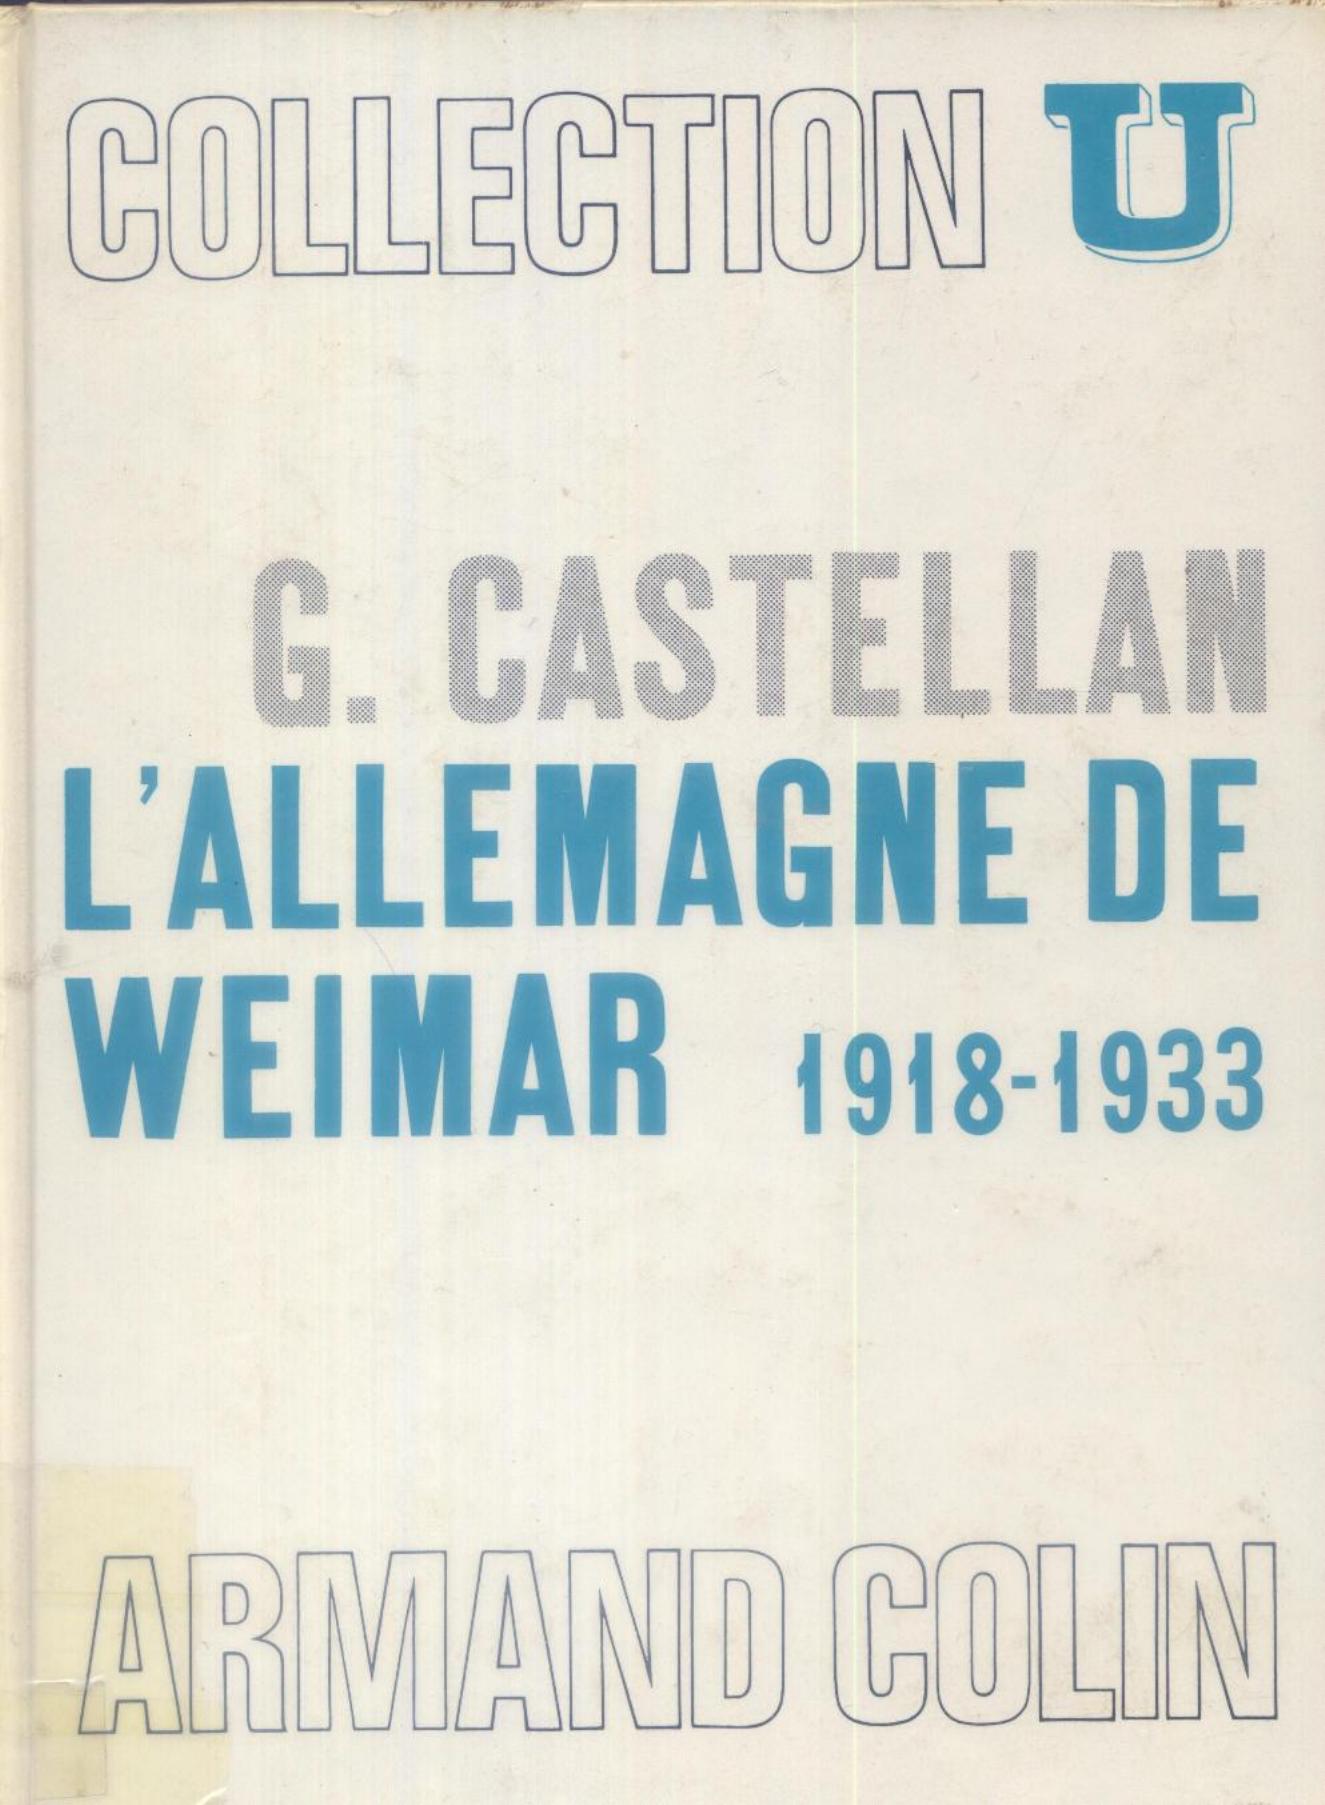 COLLECTION U
G. CASTELLAN
L'ALLEMAGNE DE
WEIMAR 1918-1933
ARMAND COLIN